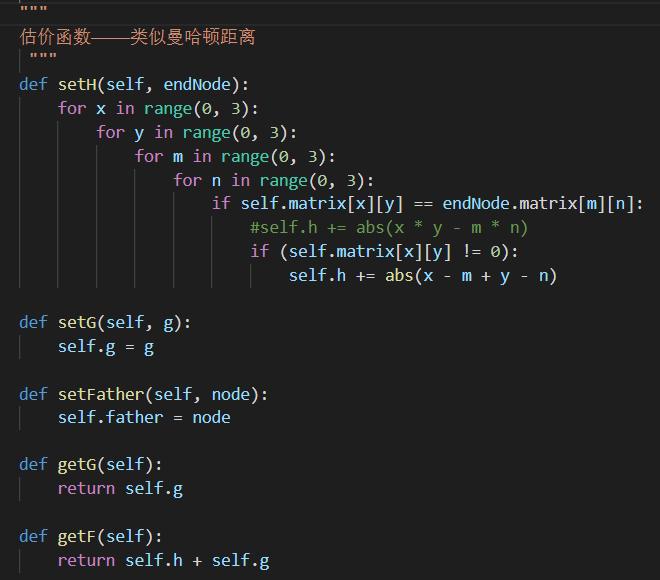 """
估价函数————类似曼哈顿距离
"""
def setH(self, endNode):
for x in range(0, 3):
for y in range(0, 3):
for m in range(0, 3):
for n in range(0, 3):
if self.matrix[x][y] == endNode.matrix[m][n]:
#self.h += abs(x * y - m * n)
if (self.matrix[x][y] != 0):
self.h += abs(x - m + y - n)
def setG(self, g):
self.g = g
def setFather(self, node):
self.father = node
def getG(self):
return self.g
def getF(self):
return self.h + self.g